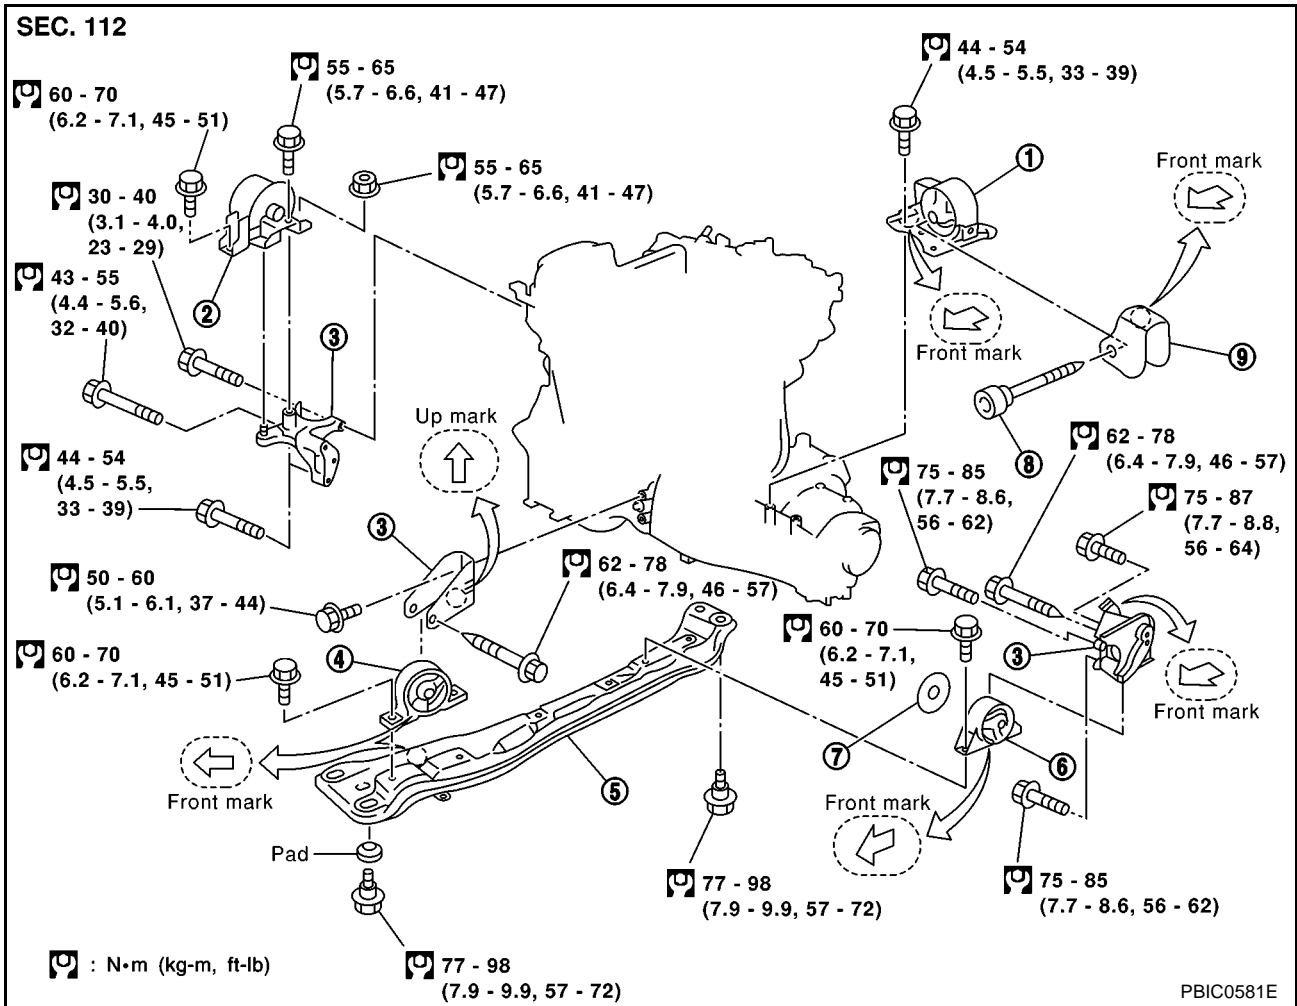 SEC. 112
55 - 65
(5.7 - 6.6, 41 - 47)
60 - 70
(6.2 - 7.1, 45 - 51)
44 - 54
(4.5 - 5.5, 33 - 39)
55 - 65
(5.7 - 6.6, 41 - 47)
30 - 40
(3.1 - 4.0,
23 - 29)
43 - 55
(4.4 - 5.6,
32 - 40)
2
3
1
Front mark
Front mark
9
8
Up mark
44 - 54
(4.5 - 5.5,
33 - 39)
62 - 78
(6.4 - 7.9, 46 - 57)
75 - 85
(7.7 - 8.6,
56 - 62)
75 - 87
(7.7 - 8.8,
56 - 64)
3
50 - 60
(5.1 - 6.1, 37 - 44)
62 - 78
(6.4 - 7.9, 46 - 57)
60 - 70
(6.2 - 7.1, 45 - 51)
4
60 - 70
(6.2 - 7.1,
45 - 51)
3
Front mark
7
6
5
Front mark
Front mark
Pad
77 - 98
(7.9 - 9.9, 57 - 72)
75 - 85
(7.7 - 8.6, 56 - 62)
77 - 98
(7.9 - 9.9, 57 - 72)
: N•m (kg-m, ft-lb)
PBIC0581E